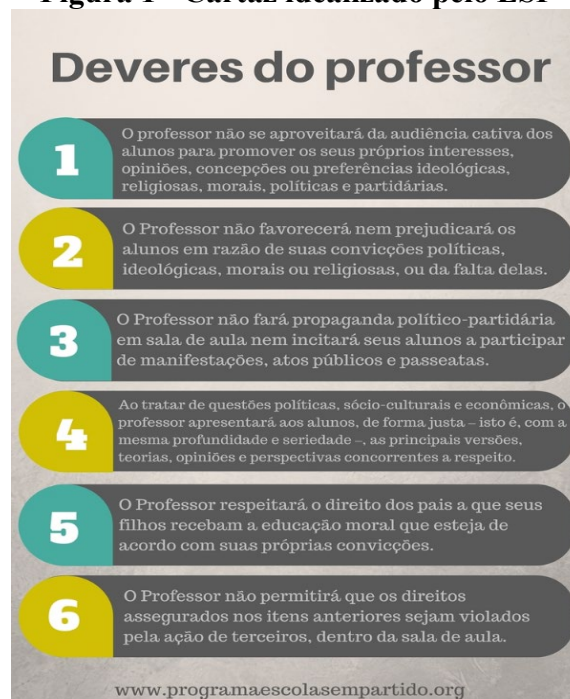 Figura 1 - Cartaz idealizado pelo ESP
Deveres do professor
1
O professor não se aproveitará da audiência cativa dos
alunos para promover os seus próprios interesses,
opiniões, concepções ou preferências ideológicas,
religiosas, morais, políticas e partidárias.
2
O Professor não favorecerá nem prejudicará os
alunos em razão de suas convicções políticas,
ideológicas, morais ou religiosas, ou da falta delas.
3
O Professor não fará propaganda político-partidária
em sala de aula nem incitará seus alunos a participar
de manifestações, atos públicos e passeatas.
4
Ao tratar de questões políticas, sócio-culturais e econômicas, o
professor apresentará aos alunos, de forma justa – isto é, com a
mesma profundidade e seriedade –, as principais versões,
teorias, opiniões e perspectivas concorrentes a respeito.
5
O Professor respeitará o direito dos pais a que seus
filhos recebam a educação moral que esteja de
acordo com suas próprias convicções.
6
O Professor não permitirá que os direitos
assegurados nos itens anteriores sejam violados
pela ação de terceiros, dentro da sala de aula.
www.programaescolasempartido.org